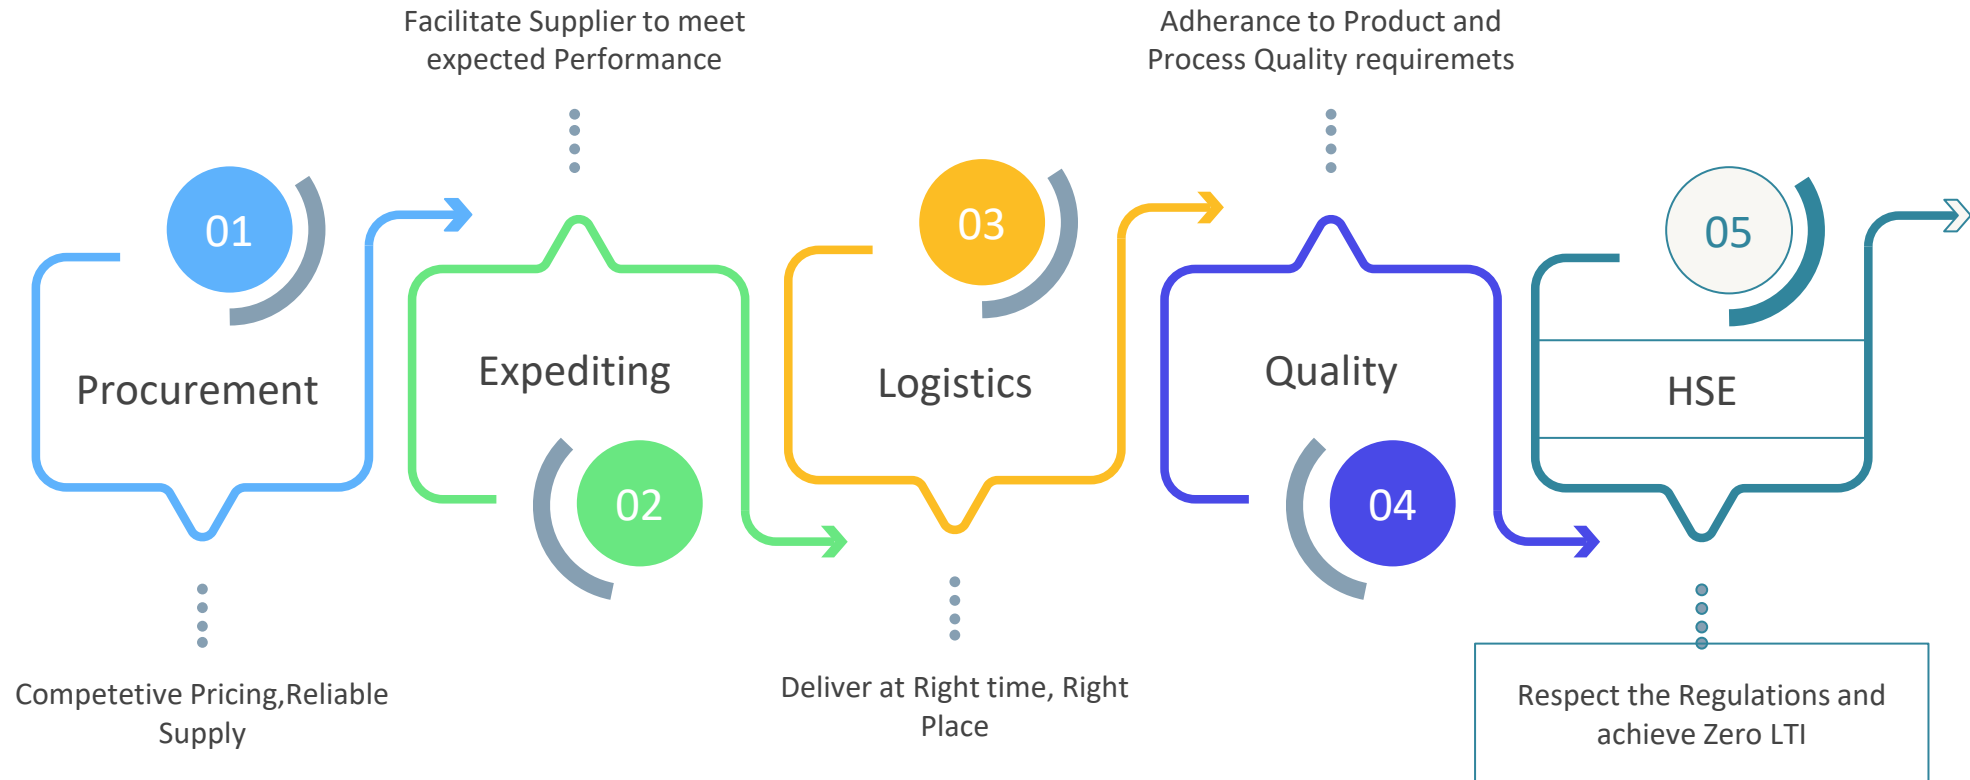 Facilitate Supplier to meet
expected Performance
Adherance to Product and
Process Quality requiremets
01
03
05
Procurement
Expediting
Logistics
Quality
HSE
02
04
Competetive Pricing,Reliable
Supply
Deliver at Right time, Right
Place
Respect the Regulations and
achieve Zero LTI